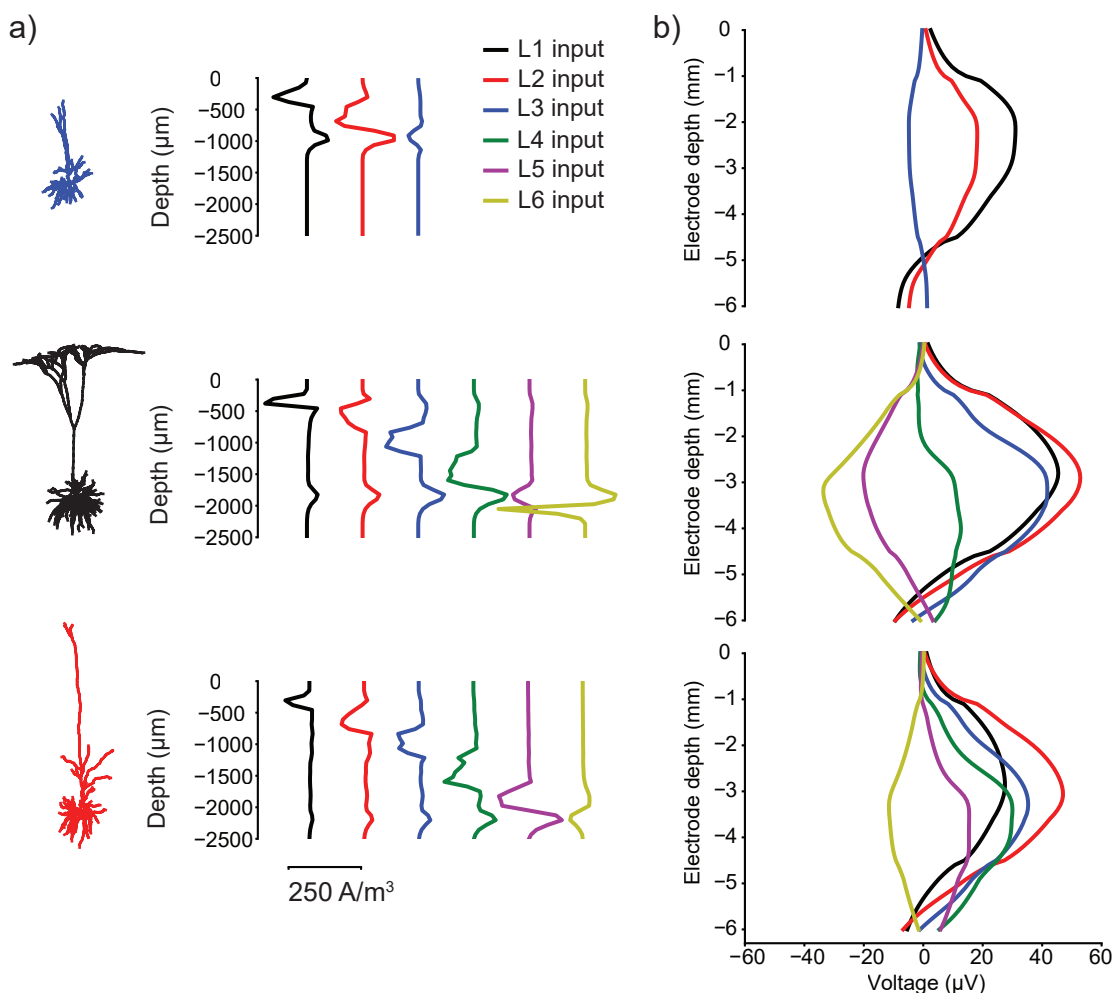 a)
b)
L1 input
L2 input
L3 input
L4 input
L5 input
L6 input
Depth (µm)
0
−500
−1000
−1500
−2000
−2500
Depth (µm)
0
−500
−1000
−1500
−2000
−2500
Depth (µm)
0
−500
−1000
−1500
−2000
−2500
250 A/m³
Electrode depth (mm)
0
−1
−2
−3
−4
−5
−6
Electrode depth (mm)
0
−1
−2
−3
−4
−5
−6
Electrode depth (mm)
0
−1
−2
−3
−4
−5
−6
−60 −40 −20 0 20 40 60
Voltage (µV)